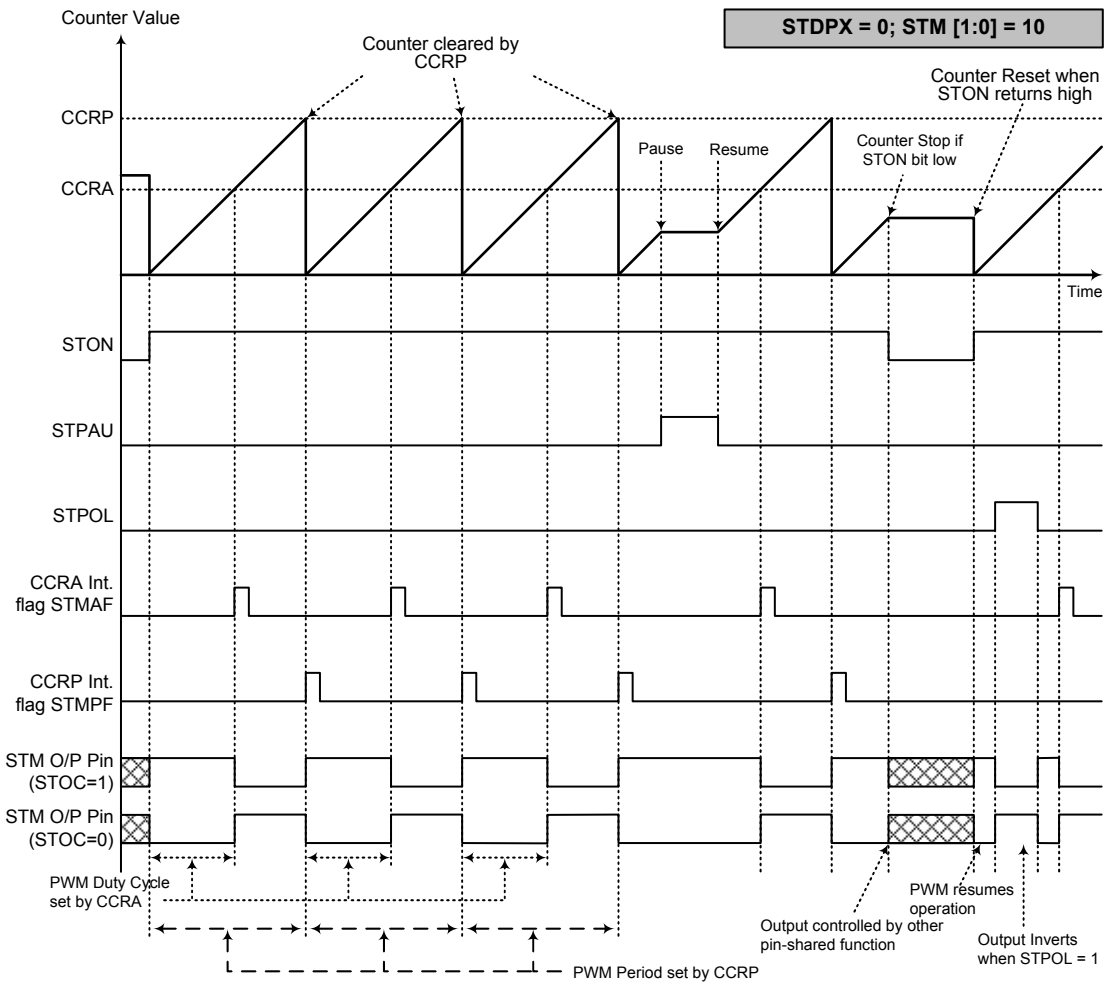 Counter Value
STDPX = 0; STM [1:0] = 10
Counter cleared by
CCRP
Counter Reset when
STON returns high
CCRP
Pause
Resume
Counter Stop if
STON bit low
CCRA
Time
STON
STPAU
STPOL
CCRA Int.
flag STMAF
CCRP Int.
flag STMPF
STM O/P Pin
(STOC=1)
STM O/P Pin
(STOC=0)
PWM Duty Cycle
set by CCRA
PWM resumes
operation
Output controlled by other
pin-shared function
Output Inverts
when STPOL = 1
PWM Period set by CCRP